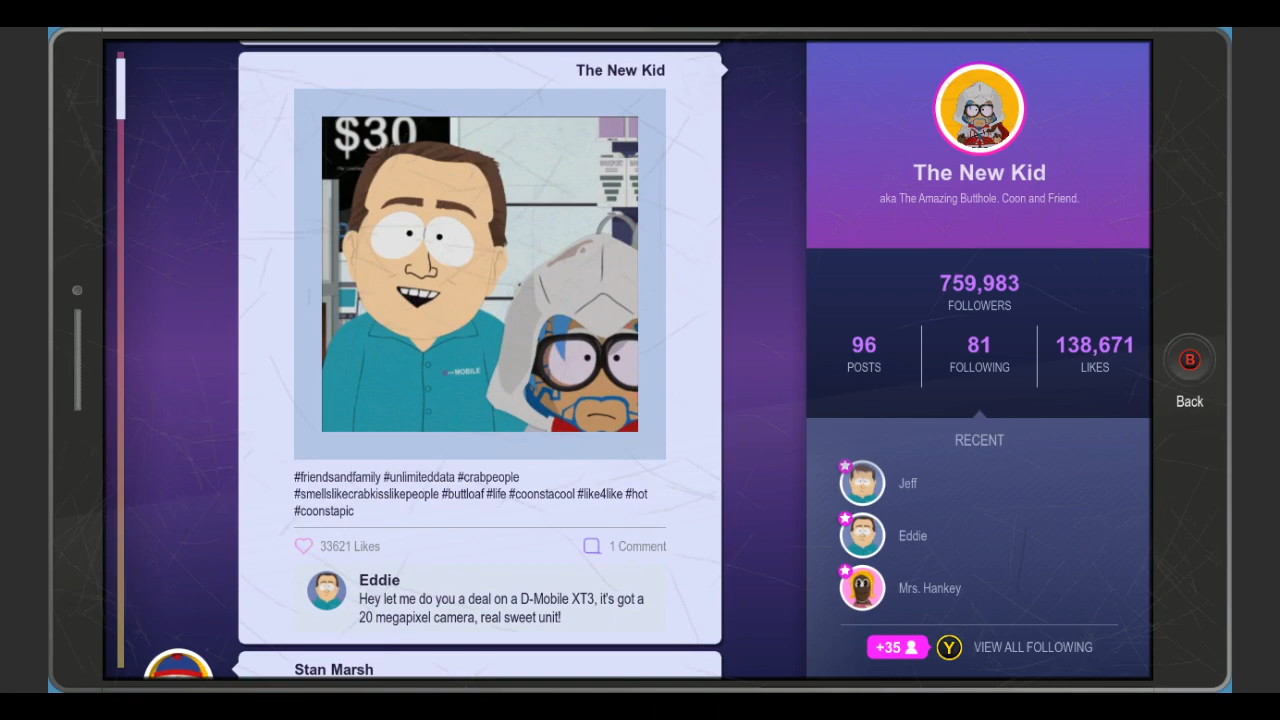 The New Kid
$30
MOBILE
#friendsandfamily #unlimiteddata #crabpeople
#smellslikecrabkisslikepeople #buttloaf #life #coonstacool #like4like #hot
#coonstapic
33621 Likes
1 Comment
Eddie
Hey let me do you a deal on a D-Mobile XT3, it's got a
20 megapixel camera, real sweet unit!
Stan Marsh
The New Kid
aka The Amazing Butthole. Coon and Friend.
759,983
FOLLOWERS
96
POSTS
81
FOLLOWING
138,671
LIKES
RECENT
Jeff
Eddie
Mrs. Hankey
+35
Y
VIEW ALL FOLLOWING
B
Back